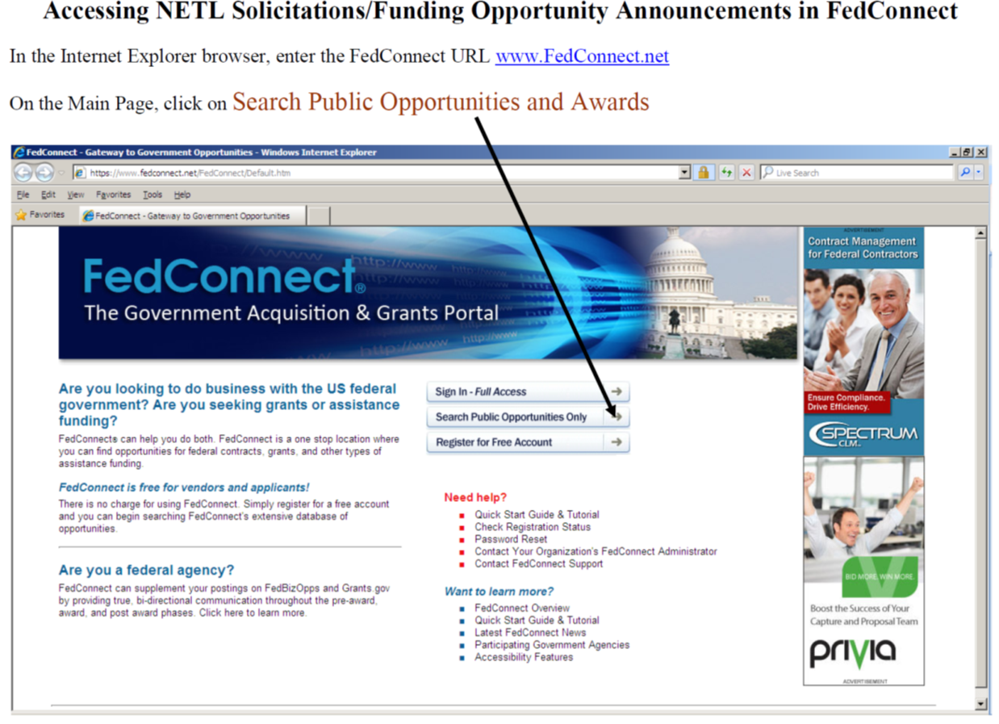 Accessing NETL Solicitations/Funding Opportunity Announcements in FedConnect
In the Internet Explorer browser, enter the FedConnect URL www.FedConnect.net
On the Main Page, click on Search Public Opportunities and Awards
FedConnect - Gateway to Government Opportunities - Windows Internet Explorer
https://www.fedconnect.net/FedConnect/Default.htm
Live Search
File Edit View Favorites Tools Help
Favorites
FedConnect - Gateway to Government Opportunities
FedConnect®
The Government Acquisition & Grants Portal
http://www
http://www
http://www
http://www
Are you looking to do business with the US federal
government? Are you seeking grants or assistance
funding?
FedConnect® can help you do both. FedConnect is a one stop location where
you can find opportunities for federal contracts, grants, and other types of
assistance funding.
FedConnect is free for vendors and applicants!
There is no charge for using FedConnect. Simply register for a free account
and you can begin searching FedConnect's extensive database of
opportunities.
Are you a federal agency?
FedConnect can supplement your postings on FedBizOpps and Grants.gov
by providing true, bi-directional communication throughout the pre-award,
award, and post award phases. Click here to learn more.
Sign In - Full Access
Search Public Opportunities Only
Register for Free Account
Need help?
Quick Start Guide & Tutorial
Check Registration Status
Password Reset
Contact Your Organization's FedConnect Administrator
Contact FedConnect Support
Want to learn more?
FedConnect Overview
Quick Start Guide & Tutorial
Latest FedConnect News
Participating Government Agencies
Accessibility Features
ADVERTISEMENT
Contract Management
for Federal Contractors
Ensure Compliance.
Drive Efficiency.
SPECTRUM
CLM™
BID MORE, WIN MORE.
Boost the Success of Your
Capture and Proposal Team
privia
ADVERTISEMENT